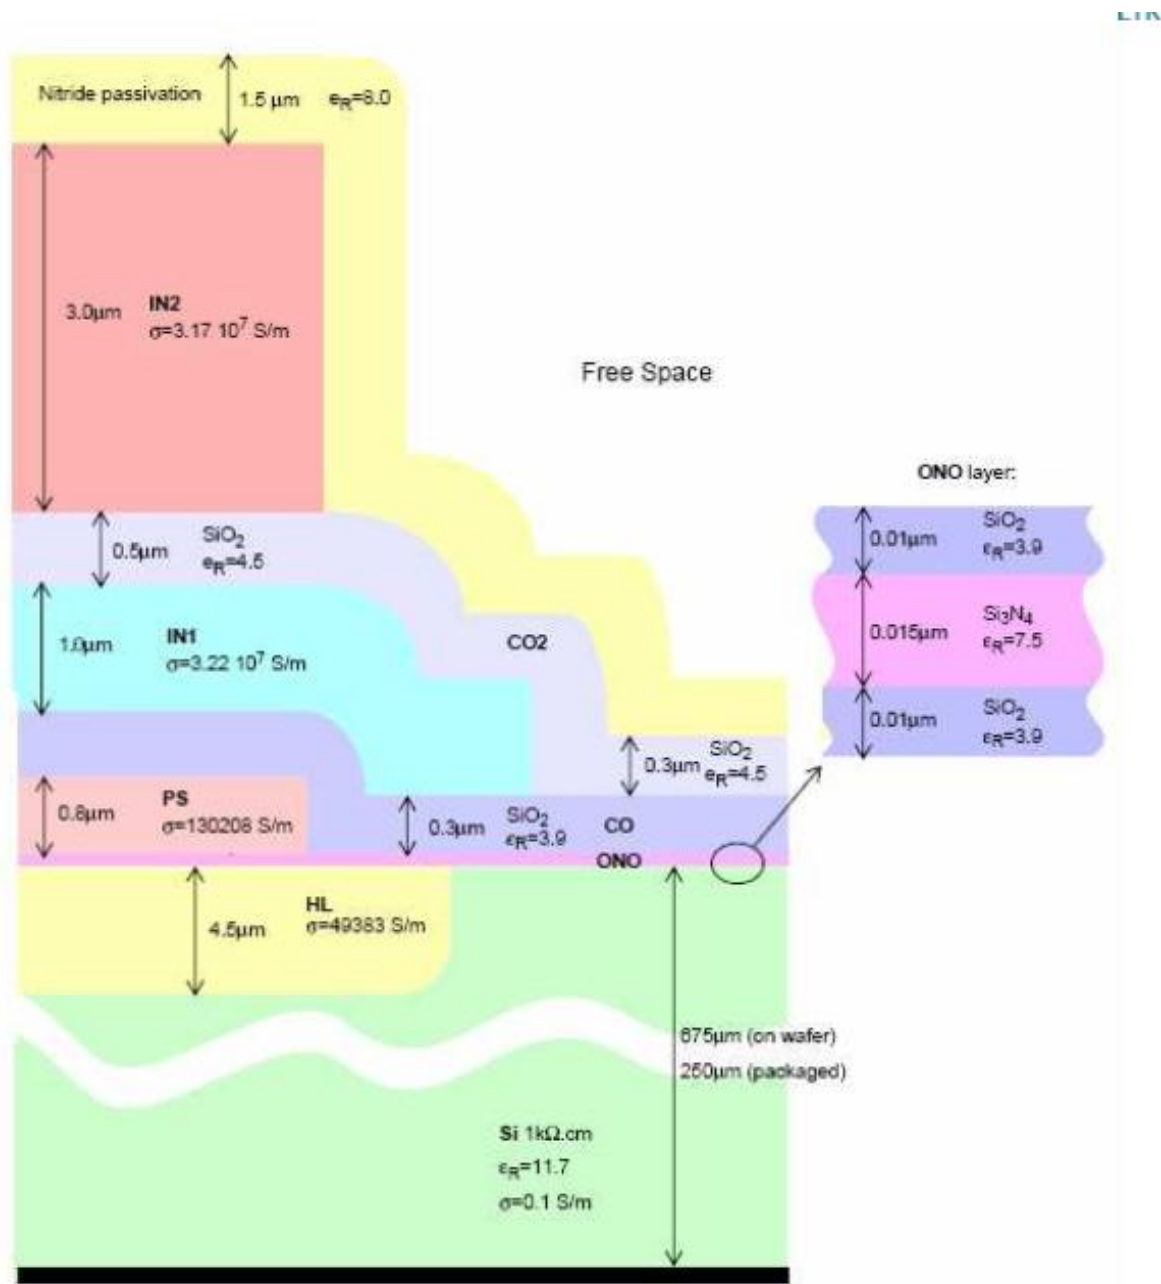 Nitride passivation
1.5 µm
e_R=8.0
3.0µm
IN2
σ=3.17 10^7 S/m
Free Space
ONO layer:
0.01µm
SiO2
ε_R=3.9
0.015µm
Si3N4
ε_R=7.5
0.01µm
SiO2
ε_R=3.9
0.5µm
SiO2
e_R=4.5
1.0µm
IN1
σ=3.22 10^7 S/m
CO2
0.3µm
SiO2
e_R=4.5
0.8µm
PS
σ=130208 S/m
0.3µm
SiO2
ε_R=3.9
CO
ONO
4.5µm
HL
σ=49383 S/m
675µm (on wafer)
250µm (packaged)
Si 1kΩ.cm
ε_R=11.7
σ=0.1 S/m